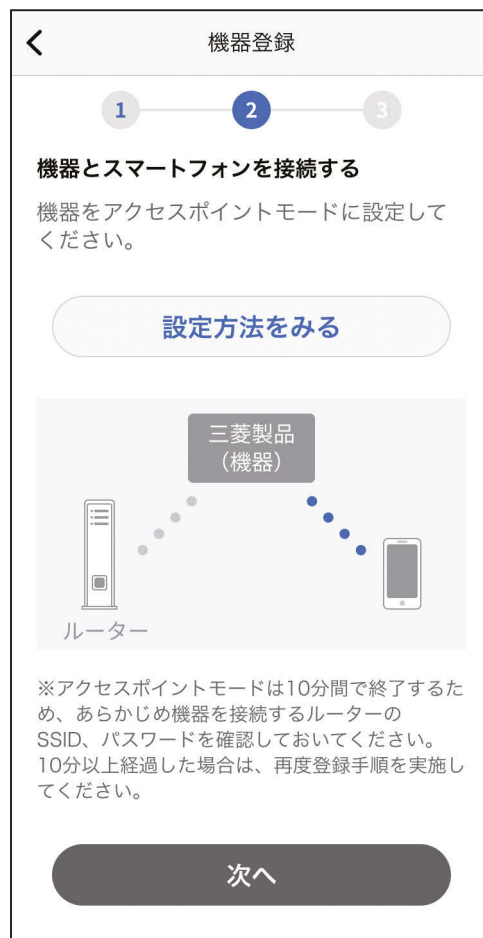 機器登録
1 2 3
機器とスマートフォンを接続する
機器をアクセスポイントモードに設定して
ください。
設定方法をみる
三菱製品
（機器）
ルーター
※アクセスポイントモードは10分間で終了するた
め、あらかじめ機器を接続するルーターの
SSID、パスワードを確認しておいてください。
10分以上経過した場合は、再度登録手順を実施し
てください。
次へ